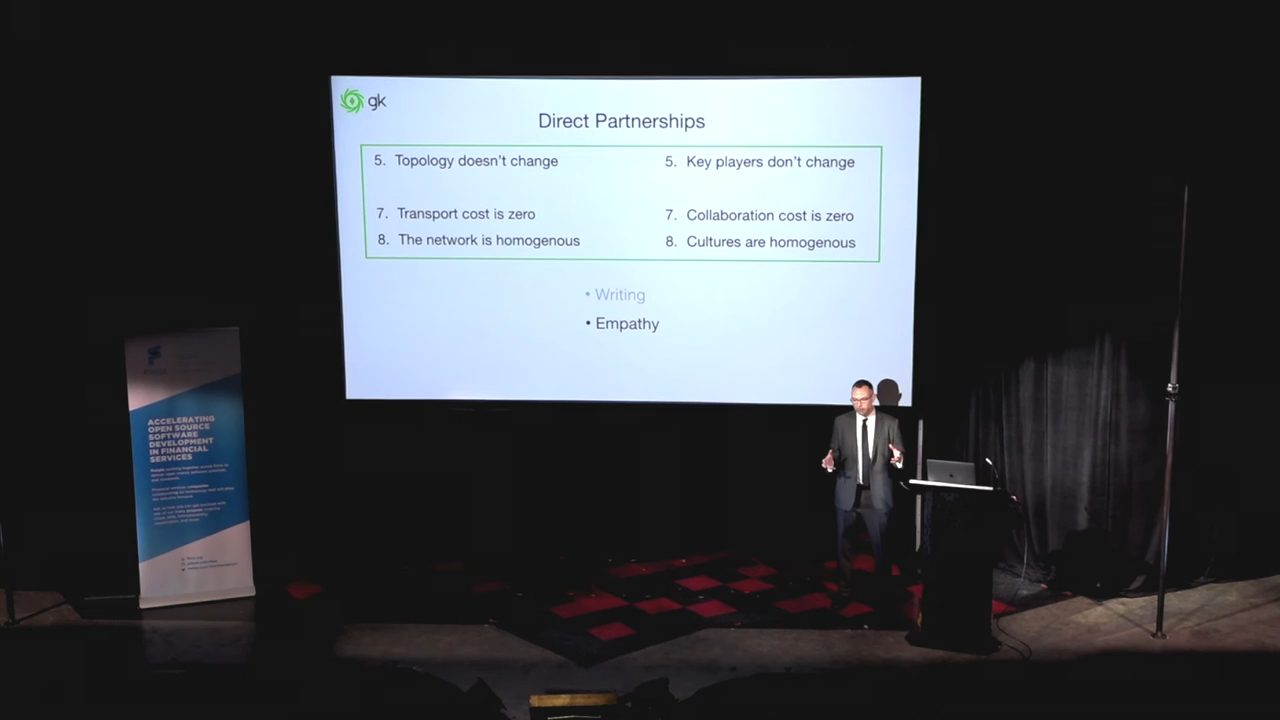 gk
Direct Partnerships
5. Topology doesn't change
5. Key players don't change
7. Transport cost is zero
7. Collaboration cost is zero
8. The network is homogenous
8. Cultures are homogenous
• Writing
• Empathy
ACCELERATING
OPEN SOURCE
SOFTWARE
DEVELOPMENT
IN FINANCIAL
SERVICES